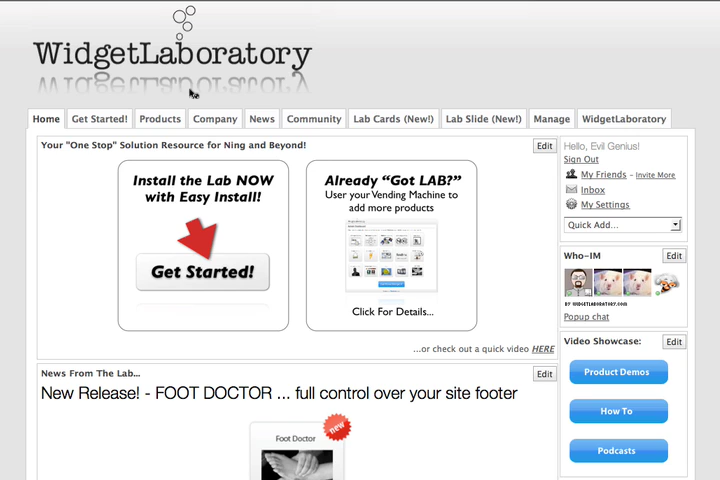 WidgetLaboratory
Home
Get Started!
Products
Company
News
Community
Lab Cards (New!)
Lab Slide (New!)
Manage
WidgetLaboratory
Your "One Stop" Solution Resource for Ning and Beyond!
Edit
Install the Lab NOW
with Easy Install!
Get Started!
Already “Got LAB?”
User your Vending Machine to
add more products
Click For Details...
...or check out a quick video HERE
News From The Lab...
Edit
New Release! - FOOT DOCTOR ... full control over your site footer
new
Foot Doctor
Hello, Evil Genius!
Sign Out
My Friends - Invite More
Inbox
My Settings
Quick Add...
Who-IM
Edit
BY WIDGETLABORATORY.COM
Popup chat
Video Showcase:
Edit
Product Demos
How To
Podcasts